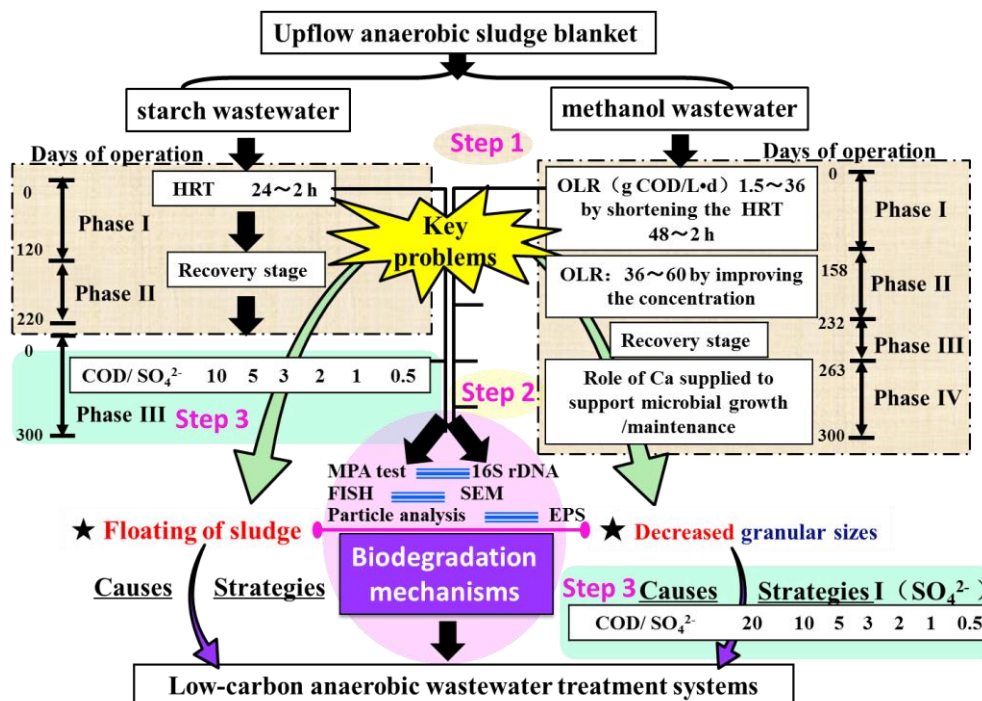 Upflow anaerobic sludge blanket
starch wastewater
methanol wastewater
Step 1
Days of operation
Days of operation
0
HRT 24~2 h
Phase I
120
Recovery stage
Phase II
220
Key
problems
OLR（g COD/L•d） 1.5~36
by shortening the HRT
48~2 h
0
Phase I
158
OLR：36~60 by improving
the concentration
Phase II
232
Recovery stage
Phase III
263
Role of Ca supplied to
support microbial growth
/maintenance
Phase IV
300
0
COD/ SO₄²⁻ 10 5 3 2 1 0.5
Phase III
Step 3
300
Step 2
MPA test 16S rDNA
FISH SEM
Particle analysis EPS
★ Floating of sludge
★ Decreased granular sizes
Biodegradation
mechanisms
Causes Strategies
Step 3 Causes Strategies I（SO₄²⁻）
COD/ SO₄²⁻ 20 10 5 3 2 1 0.5
Low-carbon anaerobic wastewater treatment systems